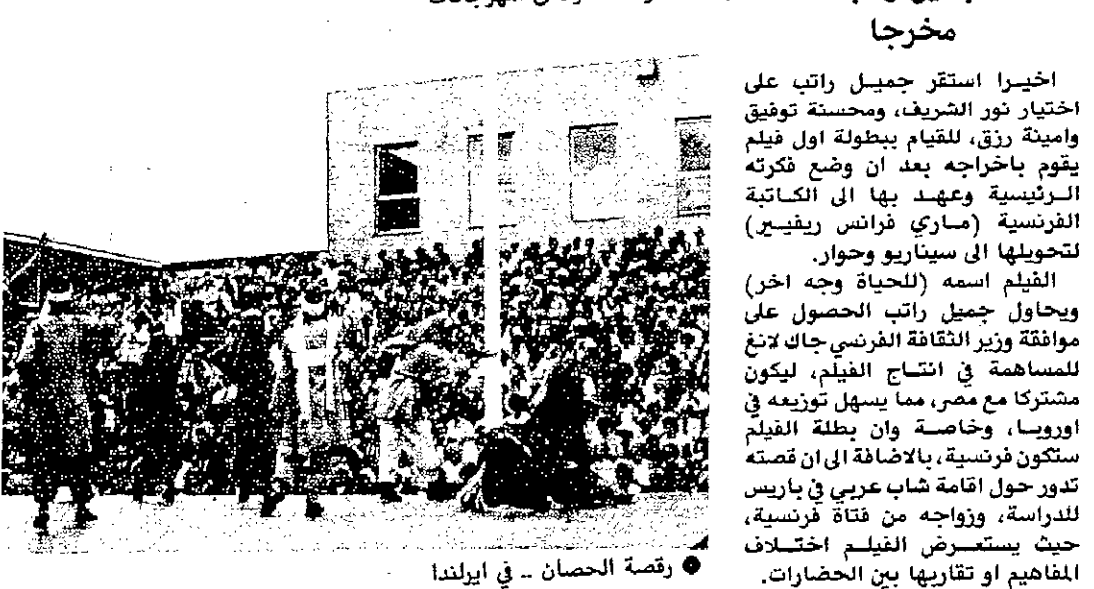 مخرجا
اخيرا استقر جميل راتب على
اختيار نور الشريف، ومحسنة توفيق
وامينة رزق، للقيام ببطولة اول فيلم
يقوم باخراجه بعد ان وضع فكرته
الرئيسية وعهد بها الى الكاتبة
الفرنسية (ماري فرانس ريفيير)
لتحويلها الى سيناريو وحوار.
الفيلم اسمه (للحياة وجه اخر)
ويحاول جميل راتب الحصول على
موافقة وزير الثقافة الفرنسي جاك لانغ
للمساهمة في انتاج الفيلم، ليكون
مشتركا مع مصر، مما يسهل توزيعه في
اوروبا، وخاصة وان بطلة الفيلم
ستكون فرنسية، بالاضافة الى ان قصته
تدور حول اقامة شاب عربي في باريس
للدراسة، وزواجه من فتاة فرنسية،
حيث يستعرض الفيلم اختلاف
المفاهيم او تقاربها بين الحضارات.
● رقصة الحصان .. في ايرلندا